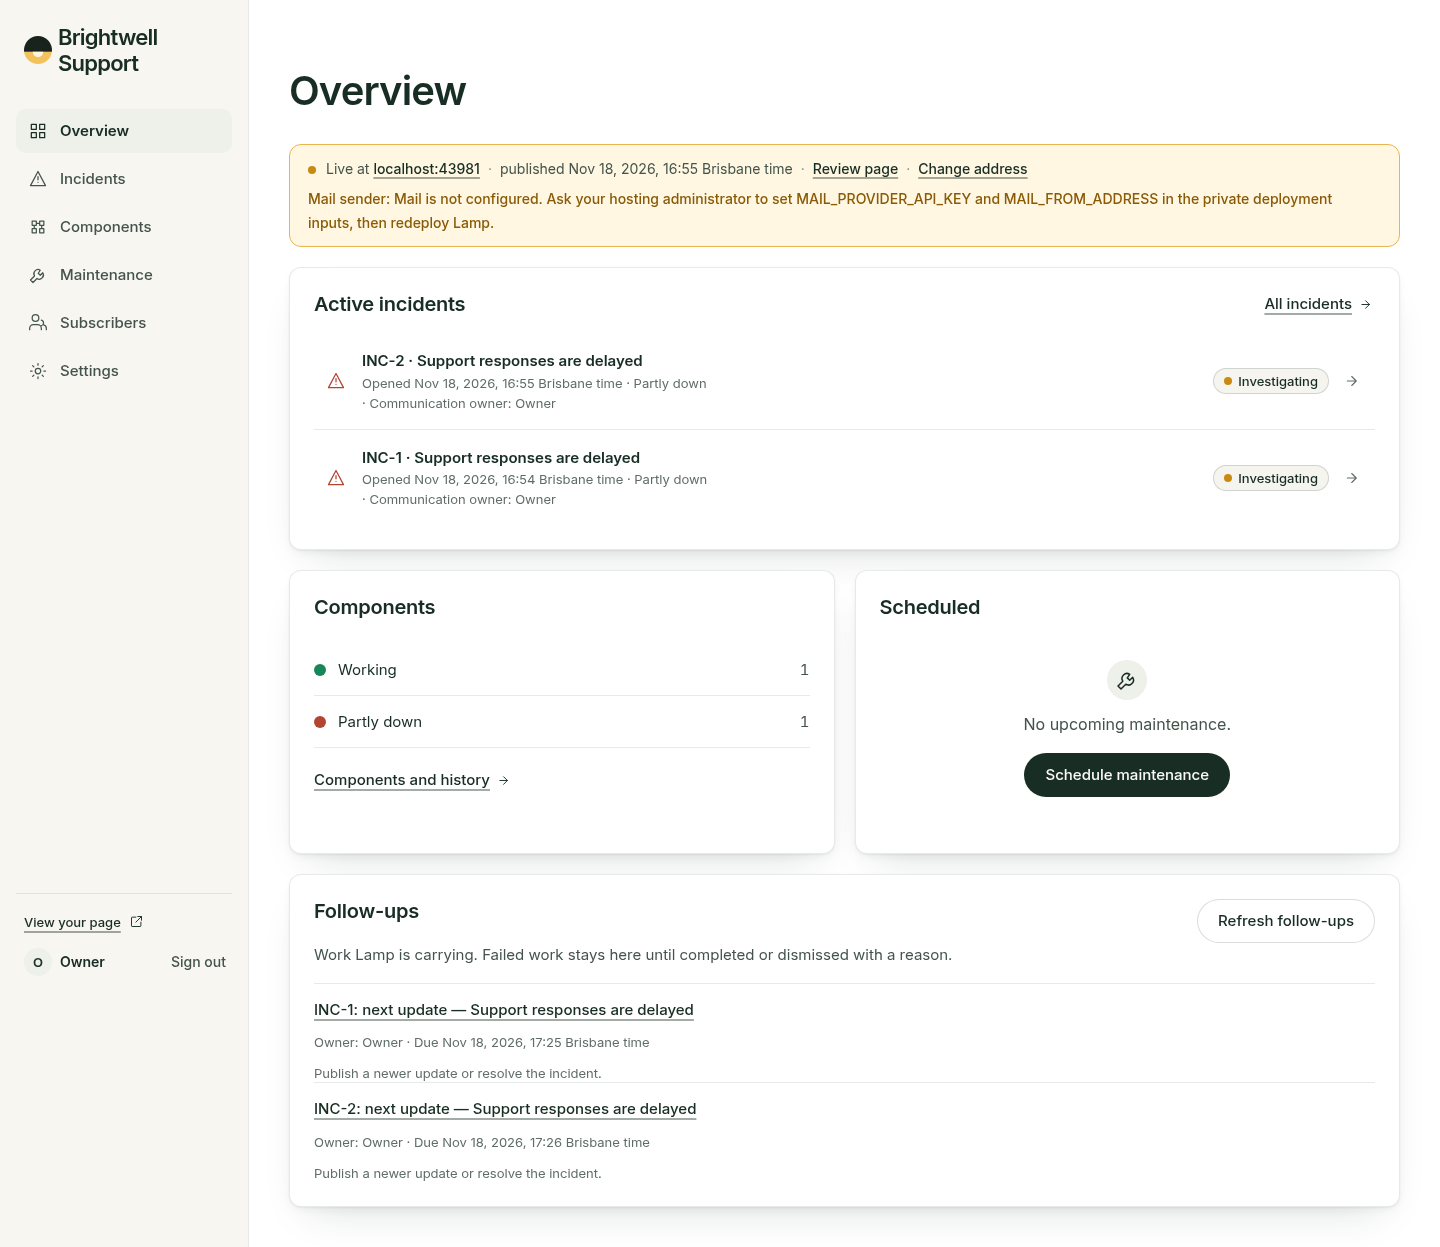 Brightwell
Support
Overview
Incidents
Components
Maintenance
Subscribers
Settings
View your page
O Owner Sign out
Overview
Live at localhost:43981 · published Nov 18, 2026, 16:55 Brisbane time · Review page · Change address
Mail sender: Mail is not configured. Ask your hosting administrator to set MAIL_PROVIDER_API_KEY and MAIL_FROM_ADDRESS in the private deployment
inputs, then redeploy Lamp.
Active incidents
All incidents →
INC-2 · Support responses are delayed
Opened Nov 18, 2026, 16:55 Brisbane time · Partly down
· Communication owner: Owner
Investigating →
INC-1 · Support responses are delayed
Opened Nov 18, 2026, 16:54 Brisbane time · Partly down
· Communication owner: Owner
Investigating →
Components
Working 1
Partly down 1
Components and history →
Scheduled
No upcoming maintenance.
Schedule maintenance
Follow-ups
Refresh follow-ups
Work Lamp is carrying. Failed work stays here until completed or dismissed with a reason.
INC-1: next update — Support responses are delayed
Owner: Owner · Due Nov 18, 2026, 17:25 Brisbane time
Publish a newer update or resolve the incident.
INC-2: next update — Support responses are delayed
Owner: Owner · Due Nov 18, 2026, 17:26 Brisbane time
Publish a newer update or resolve the incident.